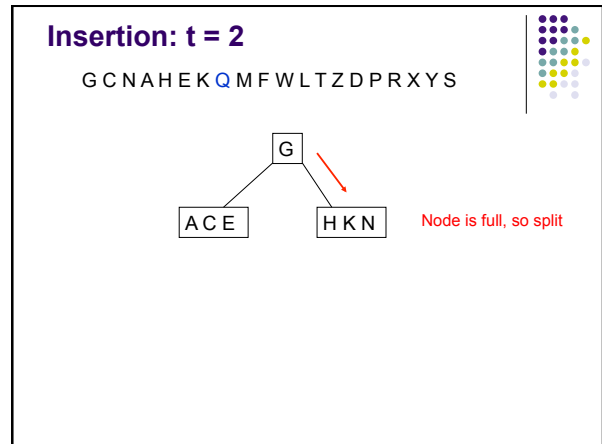 Insertion: t = 2
G C N A H E K Q M F W L T Z D P R X Y S
G
A C E H K N Node is full, so split